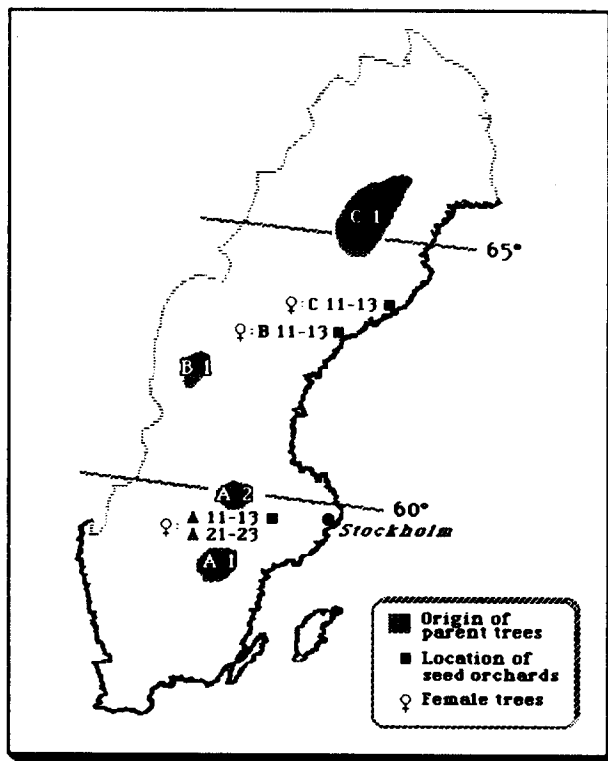 C 1
65°
♀: C 11-13
♀: B 11-13
B 1
A 2
60°
♀: A 11-13
A 21-23
Stockholm
A 1
Origin of
parent trees
Location of
seed orchards
♀ Female trees